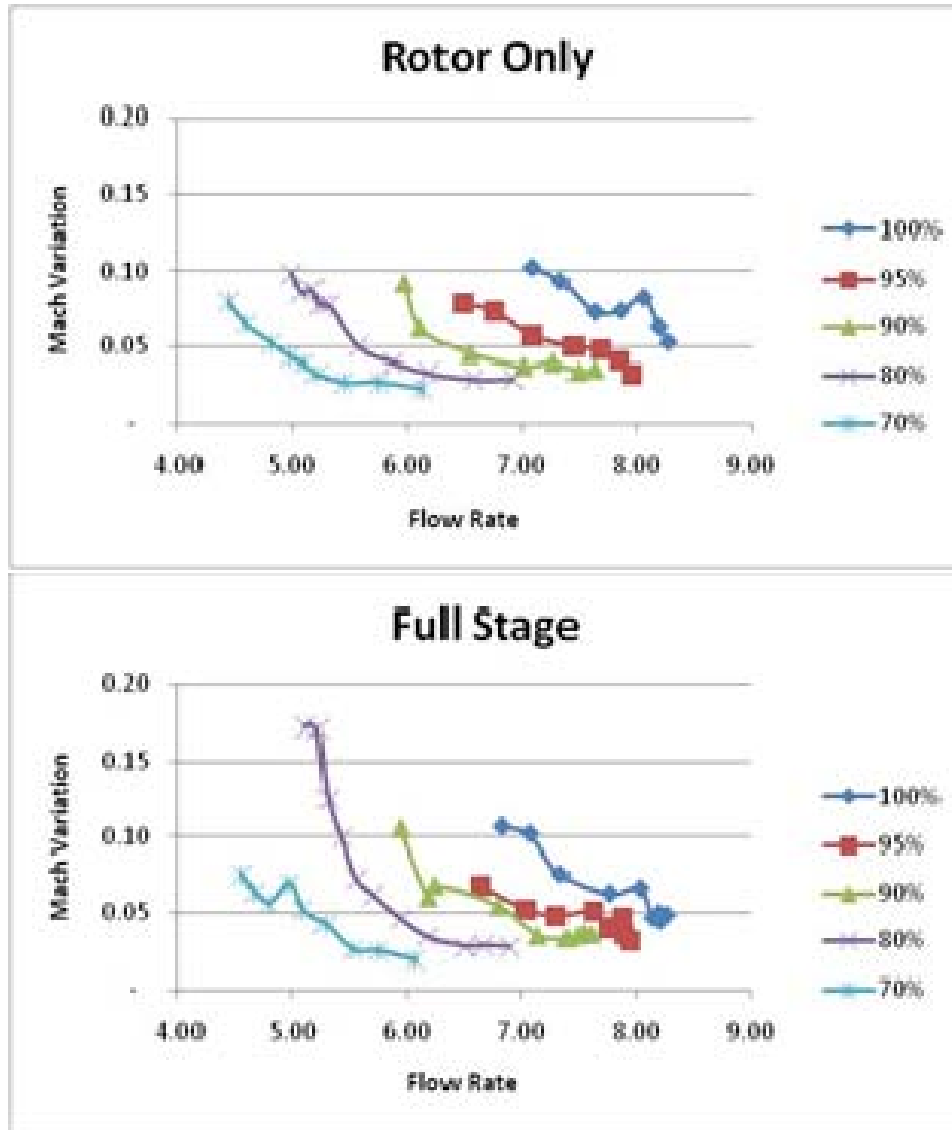 Rotor Only
0.20
0.15
0.10
0.05
-
Mach Variation
4.00 5.00 6.00 7.00 8.00 9.00
Flow Rate
100%
95%
90%
80%
70%
Full Stage
0.20
0.15
0.10
0.05
-
Mach Variation
4.00 5.00 6.00 7.00 8.00 9.00
Flow Rate
100%
95%
90%
80%
70%